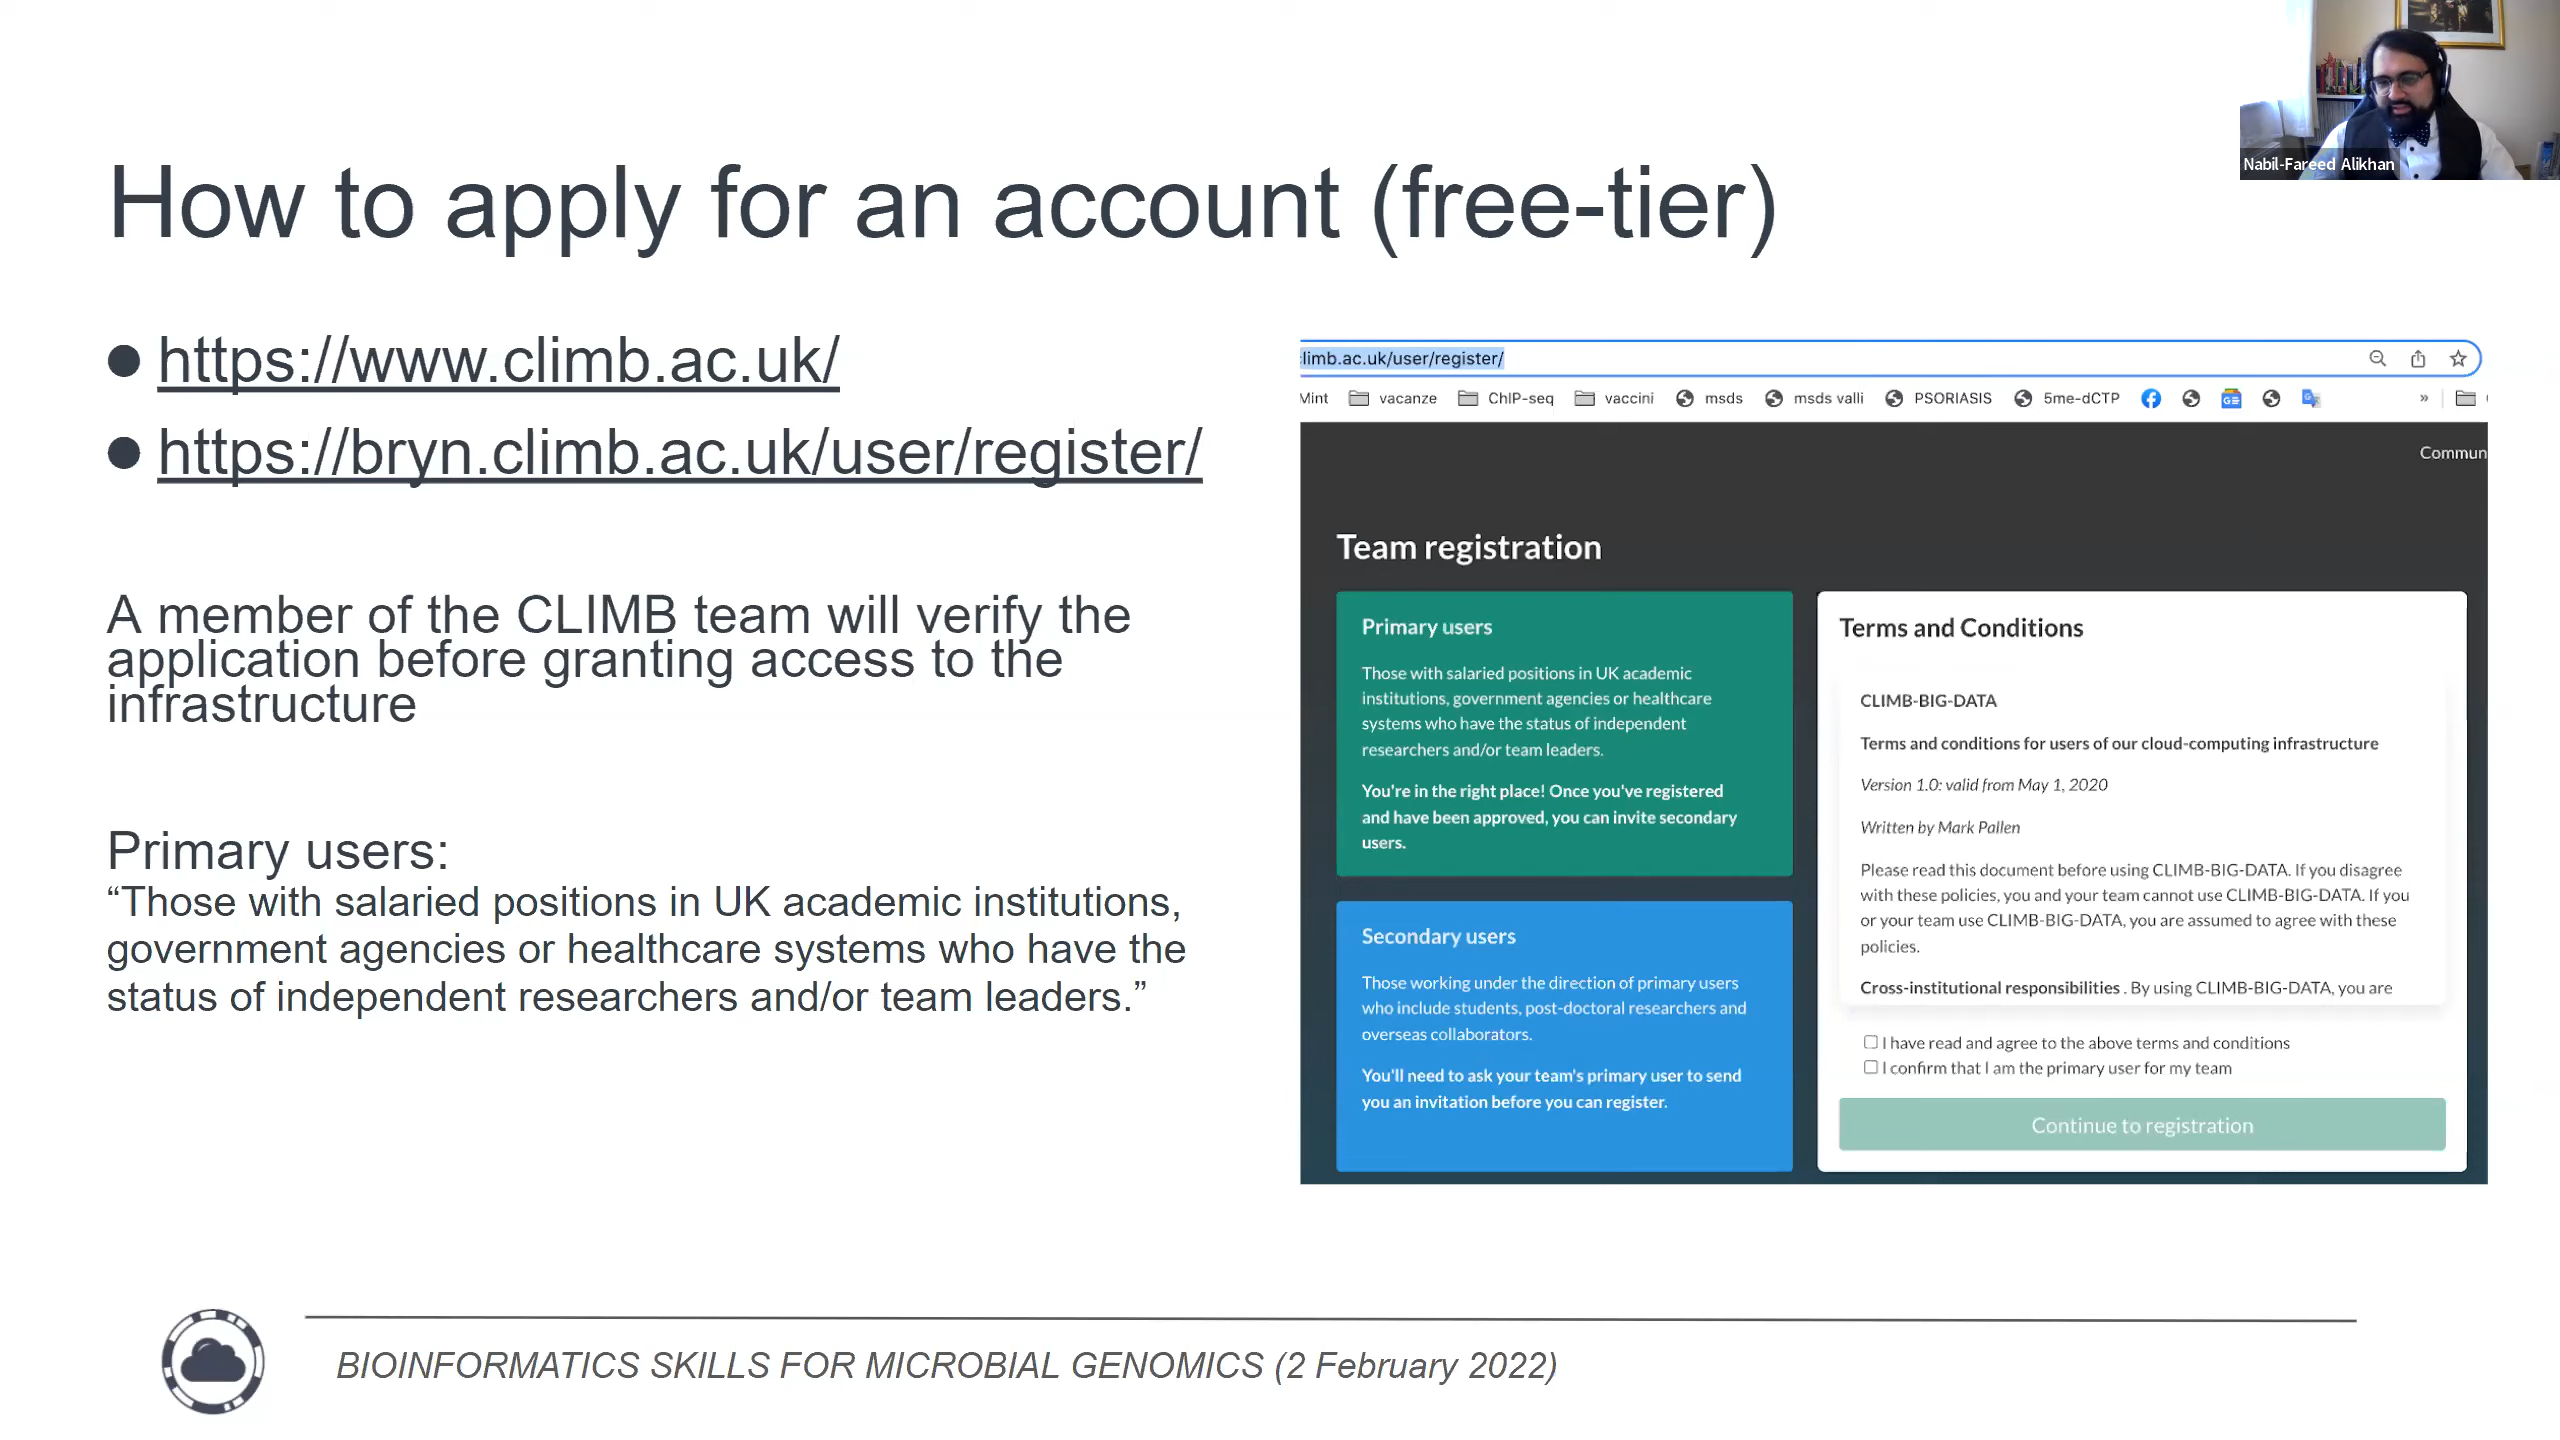 Nabil-Fareed Alikhan
How to apply for an account (free-tier)
https://www.climb.ac.uk/
https://bryn.climb.ac.uk/user/register/
A member of the CLIMB team will verify the
application before granting access to the
infrastructure
Primary users:
“Those with salaried positions in UK academic institutions,
government agencies or healthcare systems who have the
status of independent researchers and/or team leaders.”
limb.ac.uk/user/register/
Mint vacanze ChIP-seq vaccini msds msds valli PSORIASIS 5me-dCTP »
Commun
Team registration
Primary users
Those with salaried positions in UK academic
institutions, government agencies or healthcare
systems who have the status of independent
researchers and/or team leaders.
You're in the right place! Once you've registered
and have been approved, you can invite secondary
users.
Secondary users
Those working under the direction of primary users
who include students, post-doctoral researchers and
overseas collaborators.
You'll need to ask your team's primary user to send
you an invitation before you can register.
Terms and Conditions
CLIMB-BIG-DATA
Terms and conditions for users of our cloud-computing infrastructure
Version 1.0: valid from May 1, 2020
Written by Mark Pallen
Please read this document before using CLIMB-BIG-DATA. If you disagree
with these policies, you and your team cannot use CLIMB-BIG-DATA. If you
or your team use CLIMB-BIG-DATA, you are assumed to agree with these
policies.
Cross-institutional responsibilities . By using CLIMB-BIG-DATA, you are
I have read and agree to the above terms and conditions
I confirm that I am the primary user for my team
Continue to registration
BIOINFORMATICS SKILLS FOR MICROBIAL GENOMICS (2 February 2022)